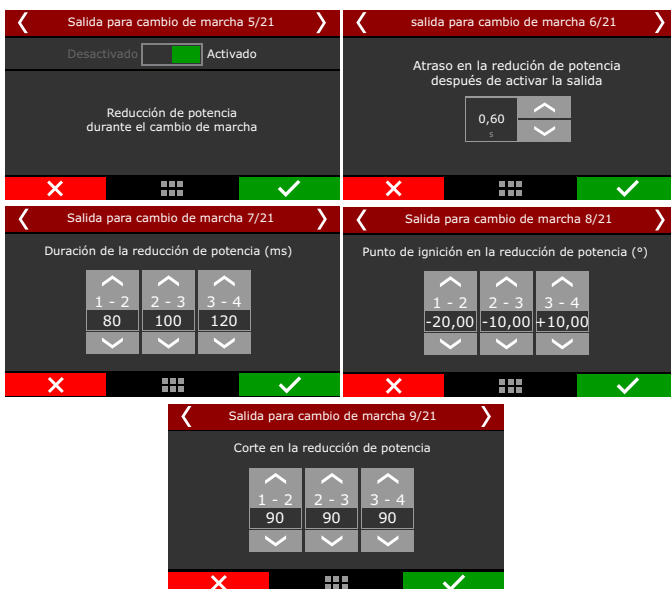 Salida para cambio de marcha 5/21
Desactivado Activado
Reducción de potencia
durante el cambio de marcha
salida para cambio de marcha 6/21
Atraso en la redución de potencia
después de activar la salida
0,60
s
Salida para cambio de marcha 7/21
Duración de la reducción de potencia (ms)
1 - 2 2 - 3 3 - 4
80 100 120
Salida para cambio de marcha 8/21
Punto de ignición en la reducción de potencia (°)
1 - 2 2 - 3 3 - 4
-20,00 -10,00 +10,00
Salida para cambio de marcha 9/21
Corte en la reducción de potencia
1 - 2 2 - 3 3 - 4
90 90 90